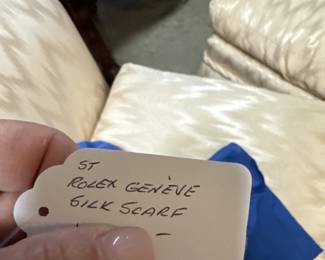 ST
ROLEX GENÈVE
SILK SCARF